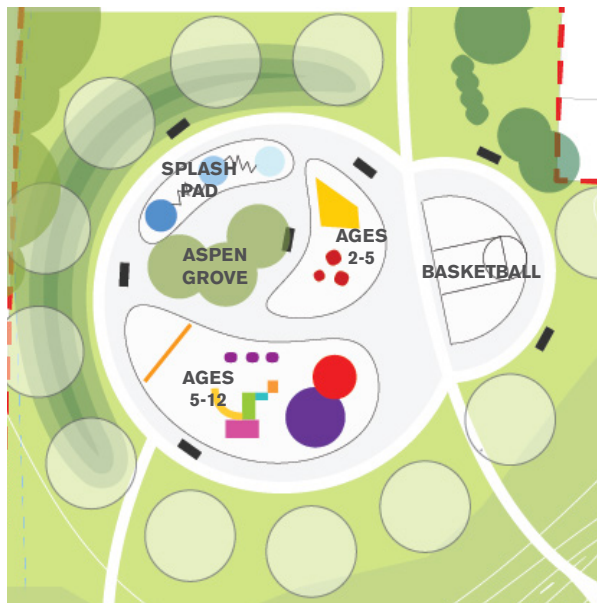 SPLASH
PAD
ASPEN
GROVE
AGES
2-5
BASKETBALL
AGES
5-12